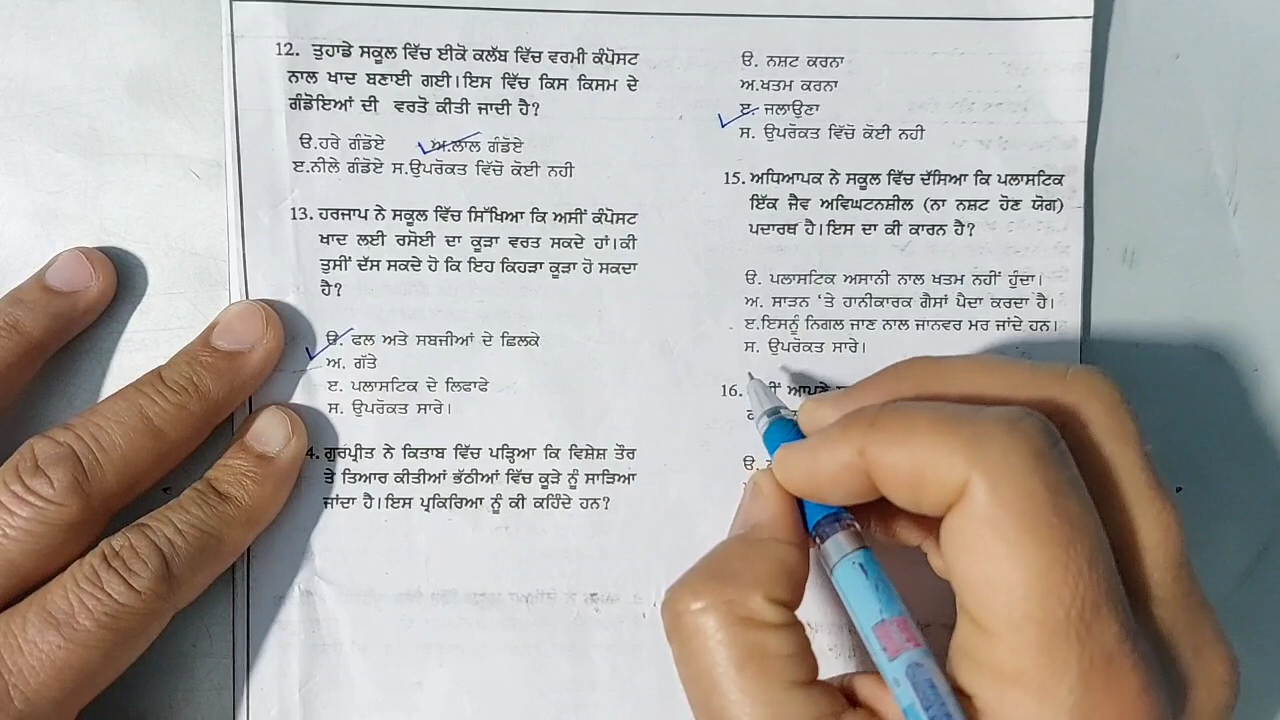 12. ਤੁਹਾਡੇ ਸਕੂਲ ਵਿੱਚ ਈਕੋ ਕਲੱਬ ਵਿੱਚ ਵਰਮੀ ਕੰਪੋਸਟ
ਨਾਲ ਖਾਦ ਬਣਾਈ ਗਈ।ਇਸ ਵਿੱਚ ਕਿਸ ਕਿਸਮ ਦੇ
ਗੰਡੋਇਆਂ ਦੀ ਵਰਤੋ ਕੀਤੀ ਜਾਦੀ ਹੈ?
ੳ.ਹਰੇ ਗੰਡੋਏ ਅ.ਲਾਲ ਗੰਡੋਏ
ੲ.ਨੀਲੇ ਗੰਡੋਏ ਸ.ਉਪਰੋਕਤ ਵਿੱਚੋ ਕੋਈ ਨਹੀ
13. ਹਰਜਾਪ ਨੇ ਸਕੂਲ ਵਿੱਚ ਸਿੱਖਿਆ ਕਿ ਅਸੀਂ ਕੰਪੋਸਟ
ਖਾਦ ਲਈ ਰਸੋਈ ਦਾ ਕੂੜਾ ਵਰਤ ਸਕਦੇ ਹਾਂ।ਕੀ
ਤੁਸੀਂ ਦੱਸ ਸਕਦੇ ਹੋ ਕਿ ਇਹ ਕਿਹੜਾ ਕੂੜਾ ਹੋ ਸਕਦਾ
ਹੈ?
ੳ. ਫਲ ਅਤੇ ਸਬਜੀਆਂ ਦੇ ਛਿਲਕੇ
ਅ. ਗੱਤੇ
ੲ. ਪਲਾਸਟਿਕ ਦੇ ਲਿਫਾਫੇ
ਸ. ਉਪਰੋਕਤ ਸਾਰੇ।
4. ਗੁਰਪ੍ਰੀਤ ਨੇ ਕਿਤਾਬ ਵਿੱਚ ਪੜ੍ਹਿਆ ਕਿ ਵਿਸ਼ੇਸ਼ ਤੌਰ
ਤੇ ਤਿਆਰ ਕੀਤੀਆਂ ਭੱਠੀਆਂ ਵਿੱਚ ਕੂੜੇ ਨੂੰ ਸਾੜਿਆ
ਜਾਂਦਾ ਹੈ।ਇਸ ਪ੍ਰਕਿਰਿਆ ਨੂੰ ਕੀ ਕਹਿੰਦੇ ਹਨ?
ੳ. ਨਸ਼ਟ ਕਰਨਾ
ਅ.ਖਤਮ ਕਰਨਾ
ੲ. ਜਲਾਉਣਾ
ਸ. ਉਪਰੋਕਤ ਵਿੱਚੋ ਕੋਈ ਨਹੀ
15. ਅਧਿਆਪਕ ਨੇ ਸਕੂਲ ਵਿੱਚ ਦੱਸਿਆ ਕਿ ਪਲਾਸਟਿਕ
ਇੱਕ ਜੈਵ ਅਵਿਘਟਨਸ਼ੀਲ (ਨਾ ਨਸ਼ਟ ਹੋਣ ਯੋਗ)
ਪਦਾਰਥ ਹੈ।ਇਸ ਦਾ ਕੀ ਕਾਰਨ ਹੈ?
ੳ. ਪਲਾਸਟਿਕ ਅਸਾਨੀ ਨਾਲ ਖਤਮ ਨਹੀਂ ਹੁੰਦਾ।
ਅ. ਸਾੜਨ 'ਤੇ ਹਾਨੀਕਾਰਕ ਗੈਸਾਂ ਪੈਦਾ ਕਰਦਾ ਹੈ।
ੲ.ਇਸਨੂੰ ਨਿਗਲ ਜਾਣ ਨਾਲ ਜਾਨਵਰ ਮਰ ਜਾਂਦੇ ਹਨ।
ਸ. ਉਪਰੋਕਤ ਸਾਰੇ।
16. ਆਪਣੇ
ੳ.